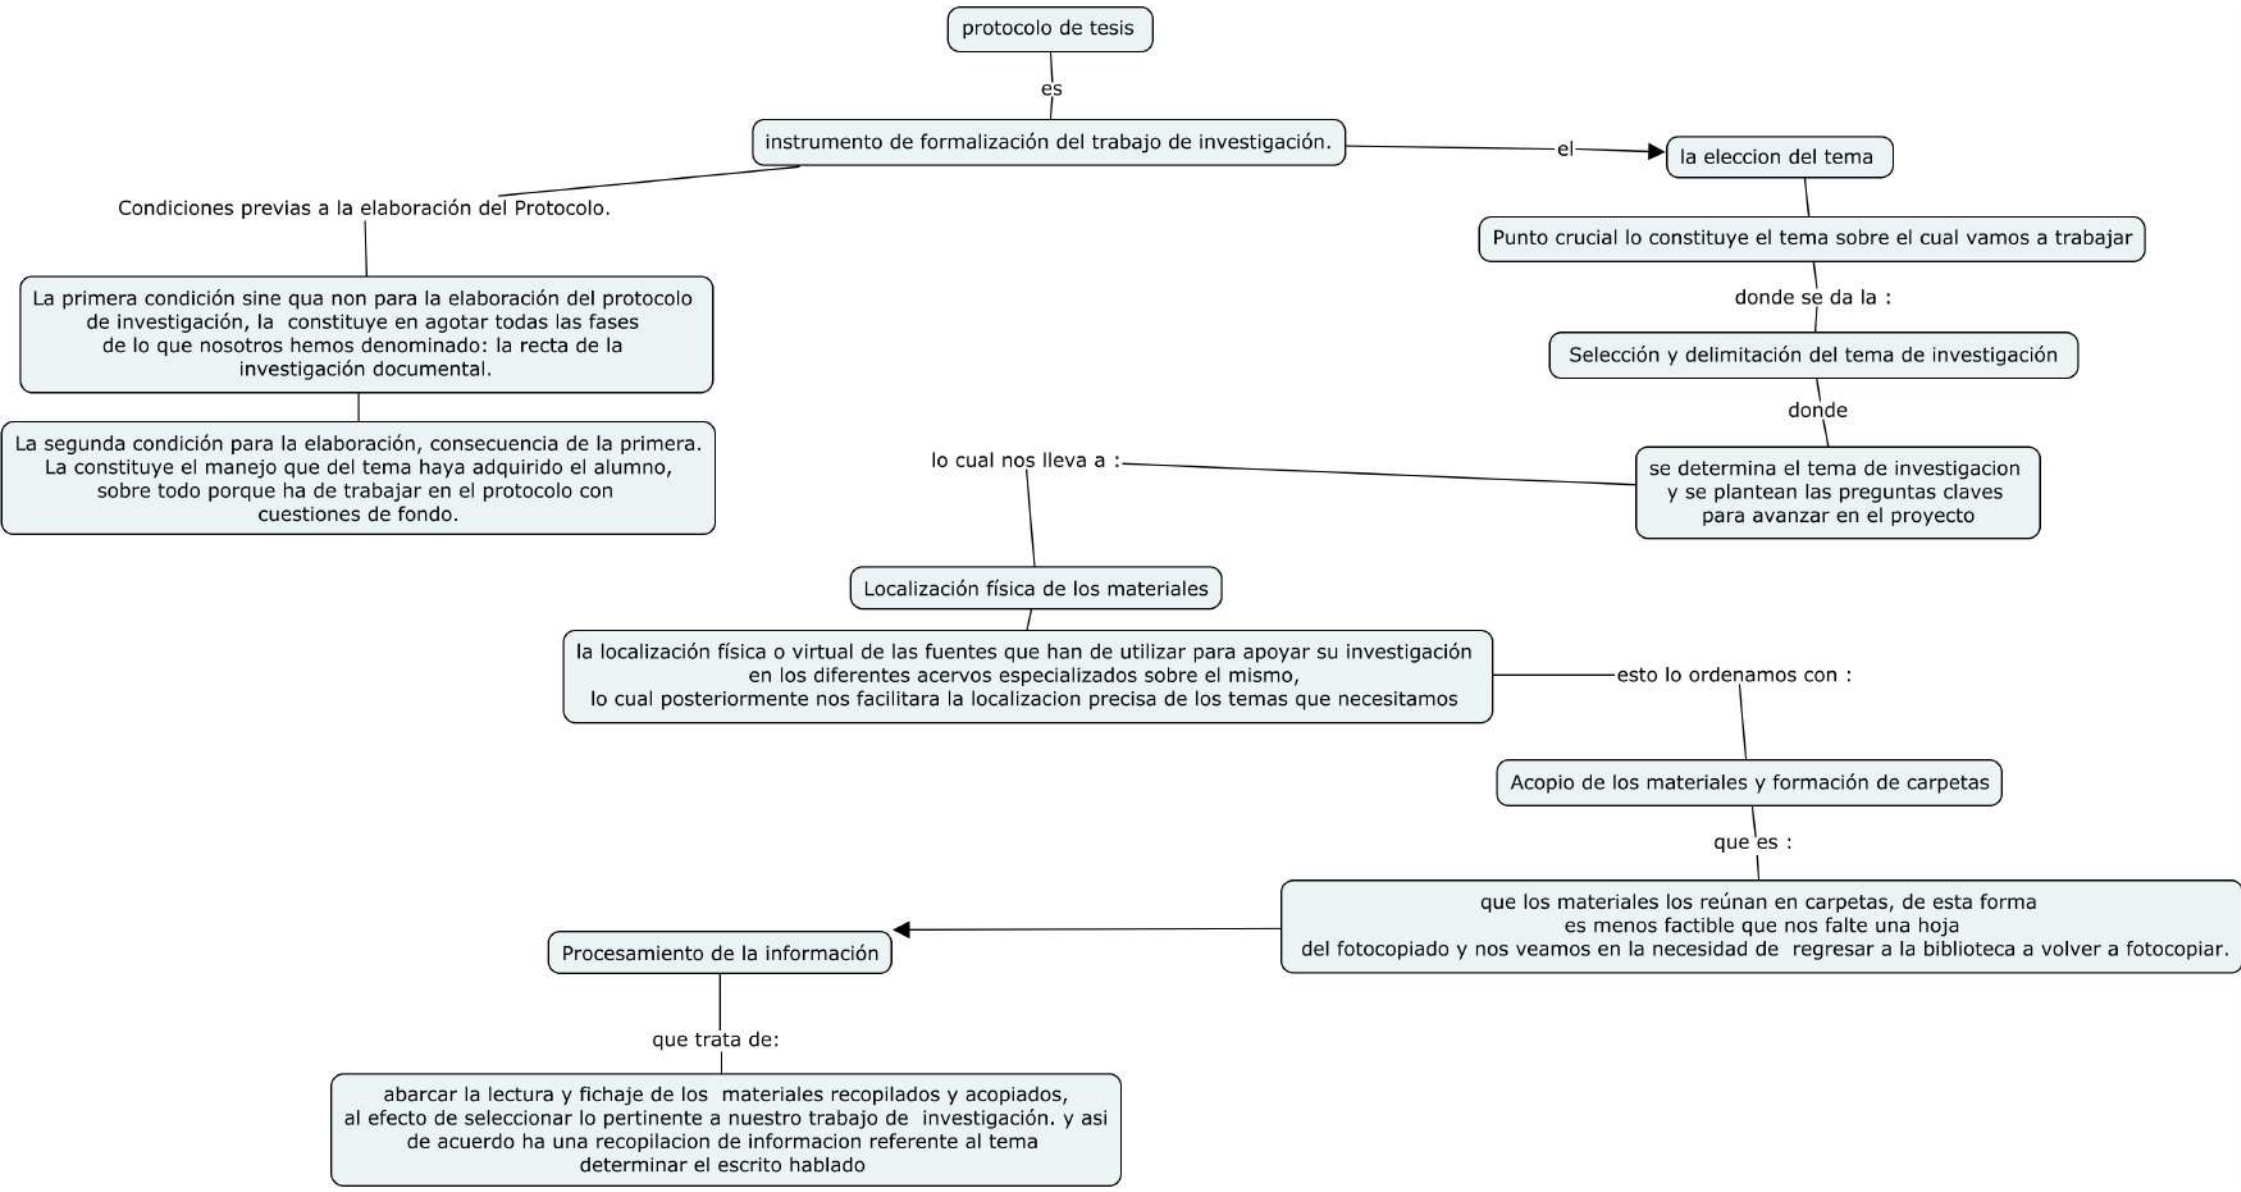 protocolo de tesis
es
instrumento de formalización del trabajo de investigación.
el
la eleccion del tema
Condiciones previas a la elaboración del Protocolo.
La primera condición sine qua non para la elaboración del protocolo
de investigación, la  constituye en agotar todas las fases
de lo que nosotros hemos denominado: la recta de la
investigación documental.
La segunda condición para la elaboración, consecuencia de la primera.
La constituye el manejo que del tema haya adquirido el alumno,
sobre todo porque ha de trabajar en el protocolo con
cuestiones de fondo.
Punto crucial lo constituye el tema sobre el cual vamos a trabajar
donde se da la :
Selección y delimitación del tema de investigación
donde
se determina el tema de investigacion
y se plantean las preguntas claves
para avanzar en el proyecto
lo cual nos lleva a :
Localización física de los materiales
la localización física o virtual de las fuentes que han de utilizar para apoyar su investigación
en los diferentes acervos especializados sobre el mismo,
lo cual posteriormente nos facilitara la localizacion precisa de los temas que necesitamos
esto lo ordenamos con :
Acopio de los materiales y formación de carpetas
que es :
que los materiales los reúnan en carpetas, de esta forma
es menos factible que nos falte una hoja
del fotocopiado y nos veamos en la necesidad de  regresar a la biblioteca a volver a fotocopiar.
Procesamiento de la información
que trata de:
abarcar la lectura y fichaje de los  materiales recopilados y acopiados,
al efecto de seleccionar lo pertinente a nuestro trabajo de  investigación. y asi
de acuerdo ha una recopilacion de informacion referente al tema
determinar el escrito hablado